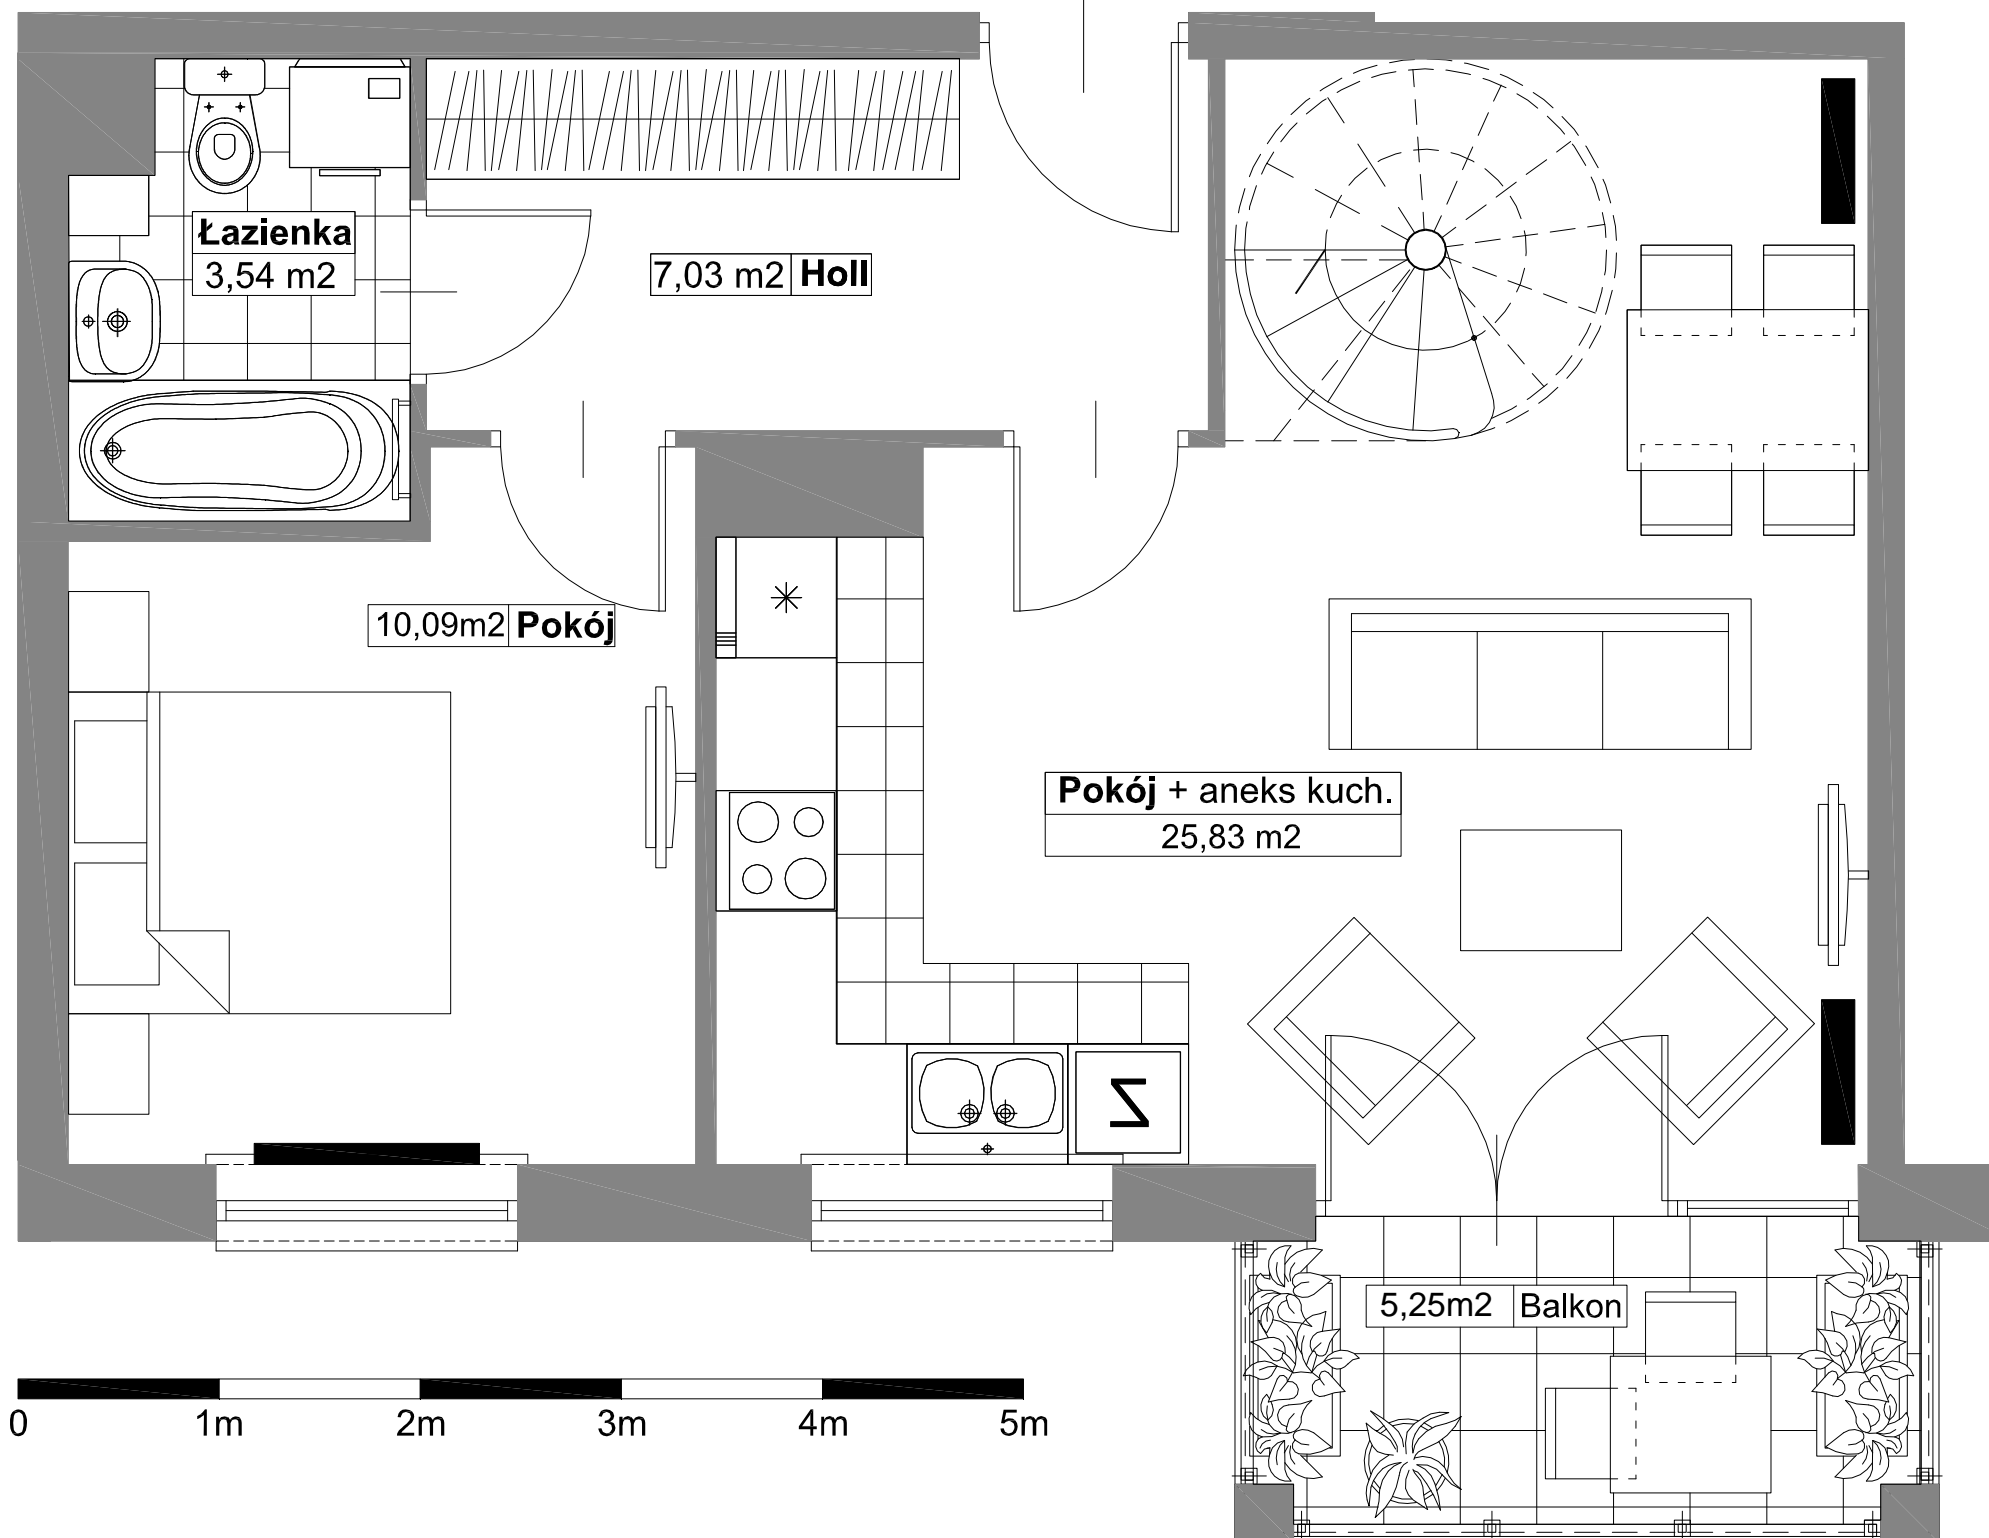 Łazienka
3,54 m2
7,03 m2 Holl
10,09m2 Pokój
Pokój + aneks kuch.
25,83 m2
Z
5,25m2 Balkon
0 1m 2m 3m 4m 5m